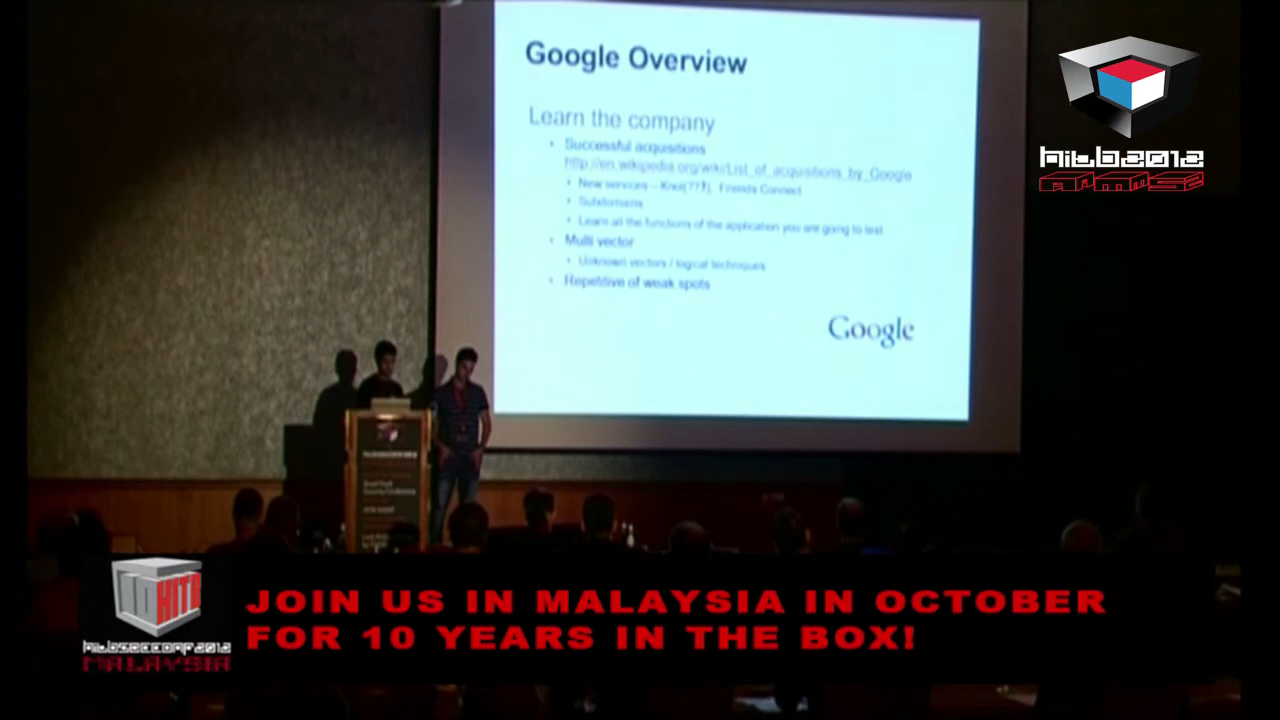 Google Overview
Learn the company
• Successful acquisitions
http://en.wikipedia.org/wiki/List_of_acquisitions_by_Google
• New services – Knol(???), Friends Connect
• Subdomains
• Learn all the functions of the application you are going to test
• Multi vector
• Unknown vectors / logical techniques
• Repetitive of weak spots
Google
HITB2012
AMS
10 HITB
HITBSECCONF2012
MALAYSIA
JOIN US IN MALAYSIA IN OCTOBER
FOR 10 YEARS IN THE BOX!